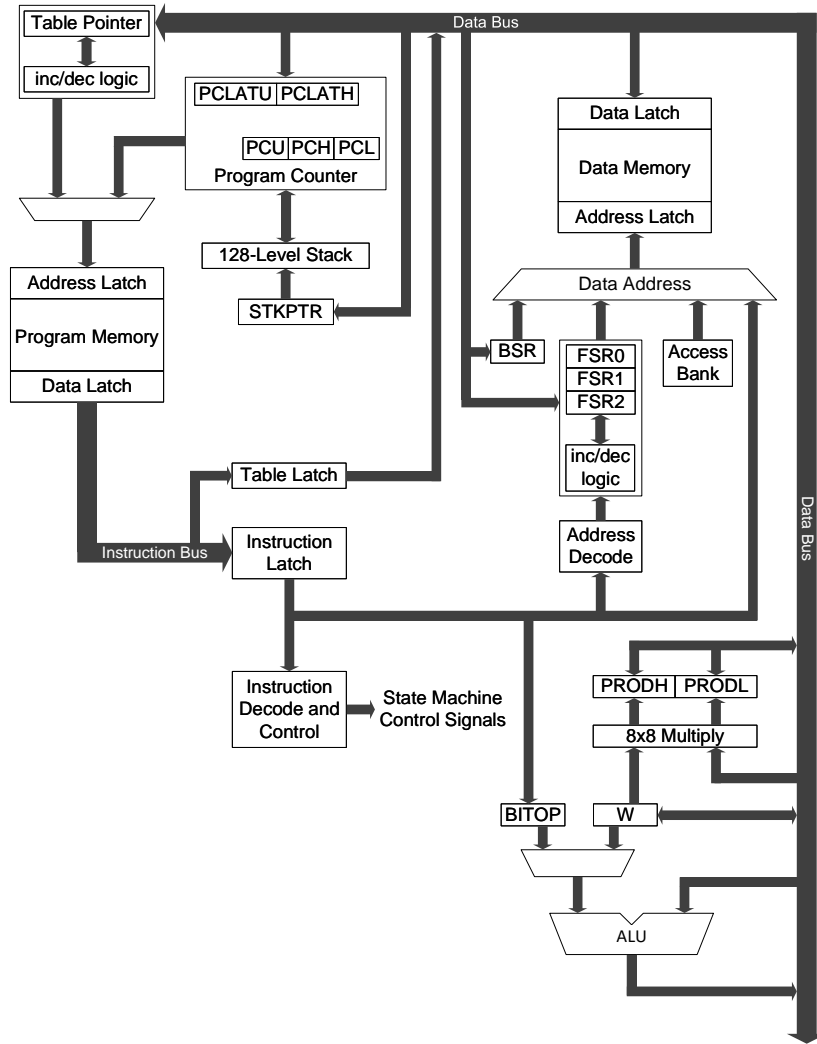 Data Bus
Table Pointer
inc/dec logic
PCLATU PCLATH
PCU PCH PCL
Program Counter
128-Level Stack
STKPTR
Data Latch
Data Memory
Address Latch
Data Address
BSR
FSR0
FSR1
FSR2
inc/dec
logic
Access
Bank
Address Latch
Program Memory
Data Latch
Table Latch
Instruction Bus
Instruction
Latch
Address
Decode
Data Bus
Instruction
Decode and
Control
State Machine
Control Signals
PRODH PRODL
8x8 Multiply
BITOP
W
ALU